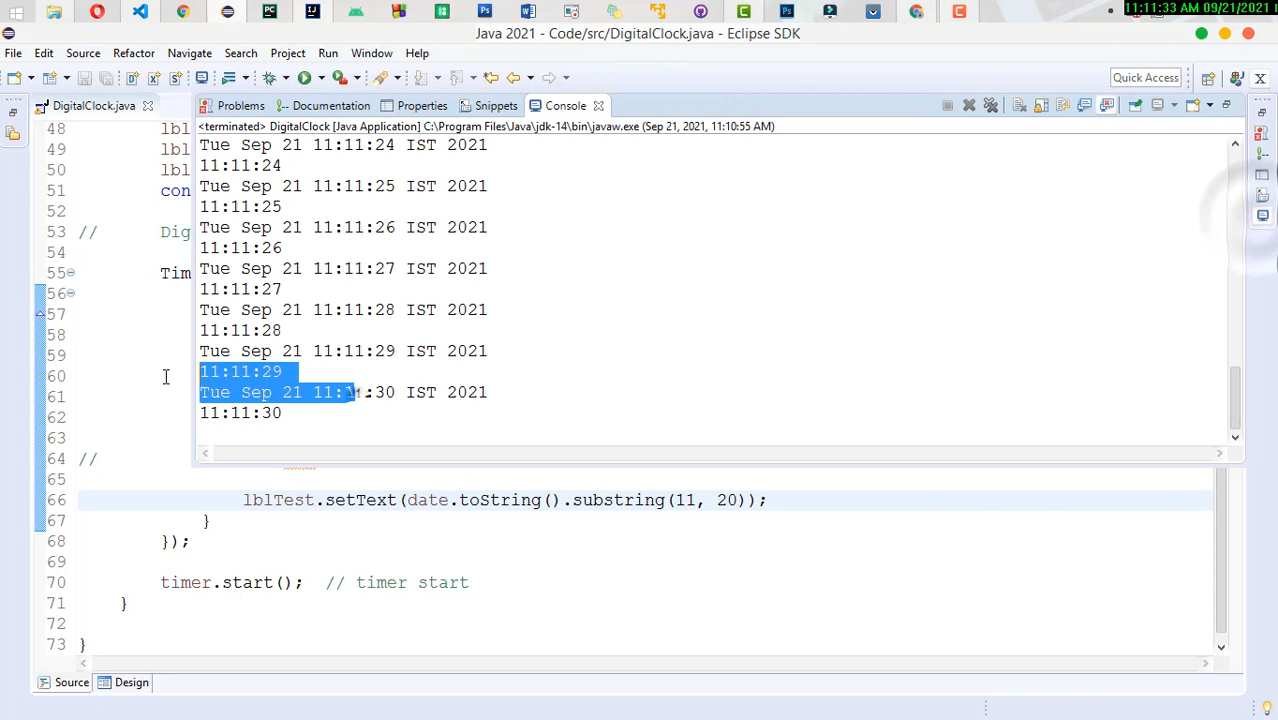 11:11:33 09/21/2021
Java 2021 - Code/src/DigitalClock.java - Eclipse SDK
File Edit Source Refactor Navigate Search Project Run Window Help
Quick Access
DigitalClock.java
Problems Documentation Properties Snippets Console
<terminated> DigitalClock [Java Application] C:\Program Files\Java\jdk-14\bin\javaw.exe (Sep 21, 2021, 11:10:55 AM)
Tue Sep 21 11:11:24 IST 2021
11:11:24
Tue Sep 21 11:11:25 IST 2021
11:11:25
Tue Sep 21 11:11:26 IST 2021
11:11:26
Tue Sep 21 11:11:27 IST 2021
11:11:27
Tue Sep 21 11:11:28 IST 2021
11:11:28
Tue Sep 21 11:11:29 IST 2021
11:11:29
Tue Sep 21 11:11:30 IST 2021
11:11:30
48 lbl
49 lbl
50 lbl
51 con
52
53 // Dig
54
55 Tim
56
57
58
59
60
61
62
63
64 //
65
66 lblTest.setText(date.toString().substring(11, 20));
67 }
68 });
69
70 timer.start(); // timer start
71 }
72
73 }
Source Design